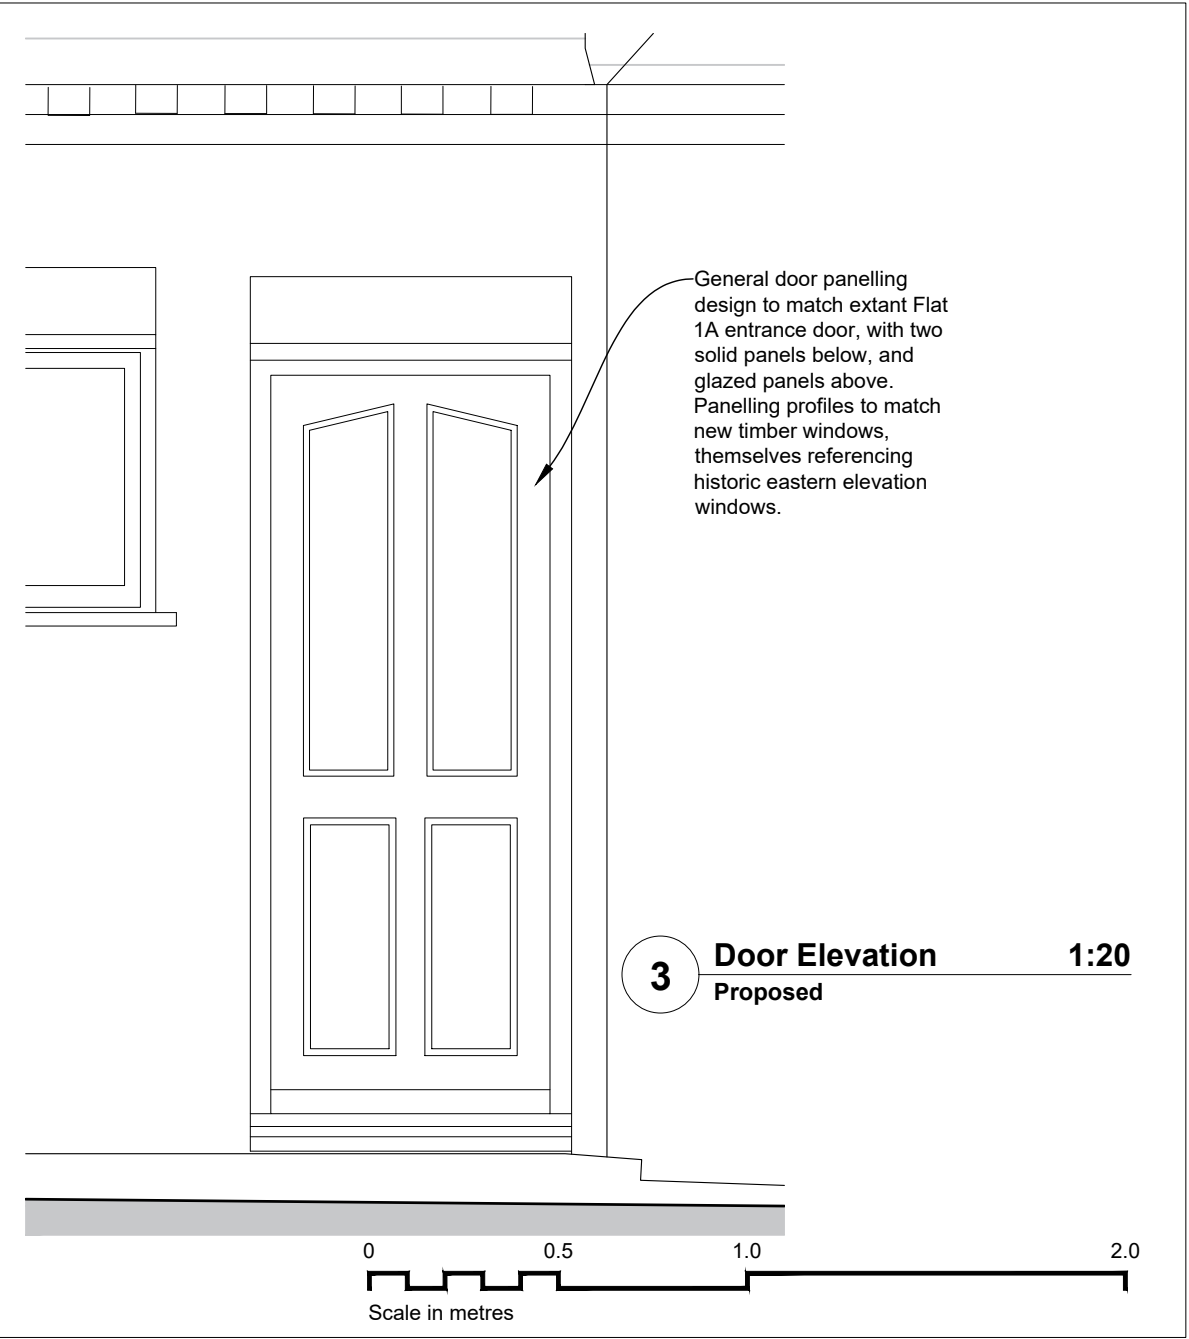 General door panelling
design to match extant Flat
1A entrance door, with two
solid panels below, and
glazed panels above.
Panelling profiles to match
new timber windows,
themselves referencing
historic eastern elevation
windows.
3
Door Elevation 1:20
Proposed
0 0.5 1.0 2.0
Scale in metres